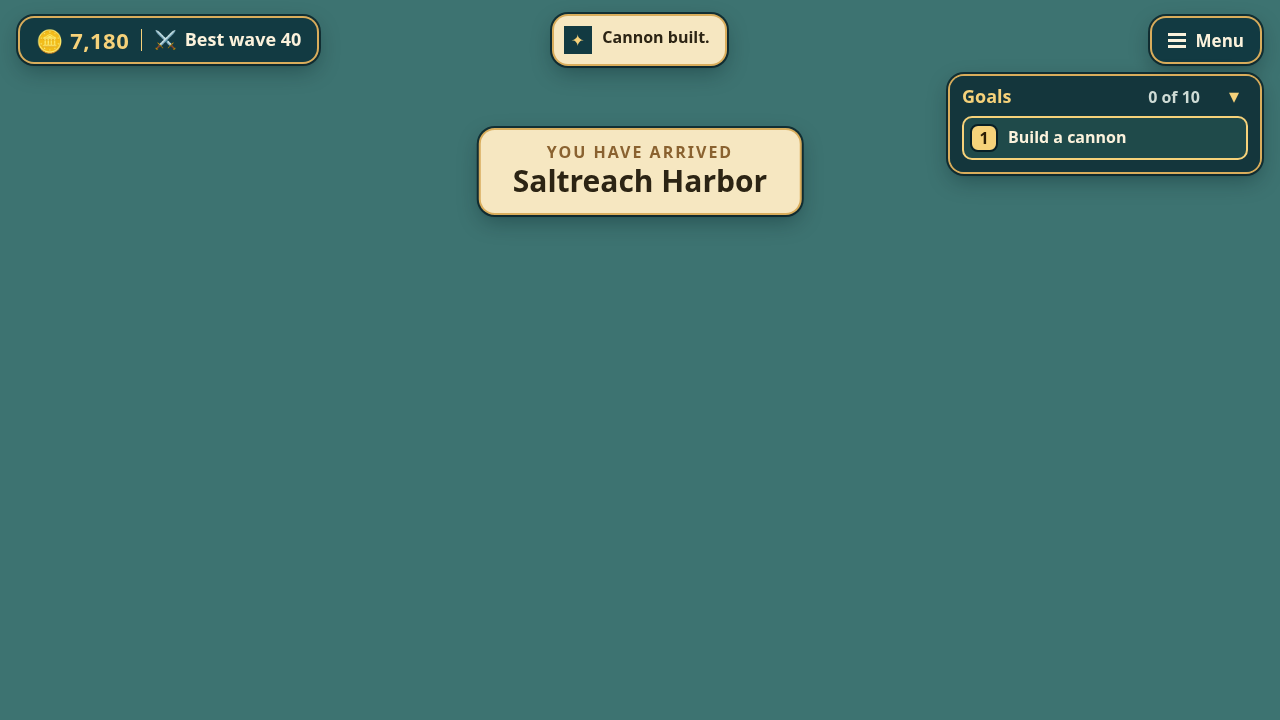 7,180
Best wave 40
Cannon built.
Menu
Goals
0 of 10
1
Build a cannon
YOU HAVE ARRIVED
Saltreach Harbor